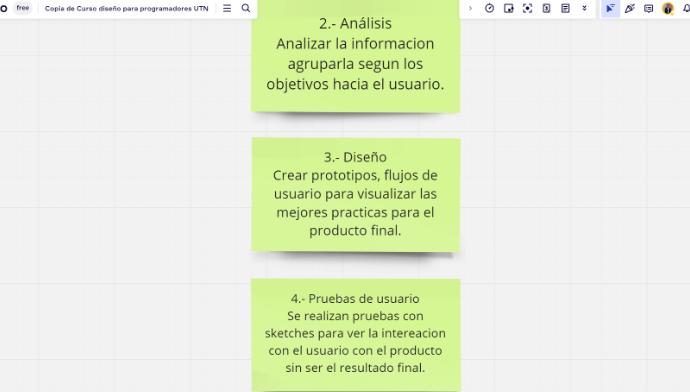 free
Copia de Curso diseño para programadores UTN
2.- Análisis
Analizar la informacion
agruparla segun los
objetivos hacia el usuario.
3.- Diseño
Crear prototipos, flujos de
usuario para visualizar las
mejores practicas para el
producto final.
4.- Pruebas de usuario
Se realizan pruebas con
sketches para ver la intereacion
con el usuario con el producto
sin ser el resultado final.